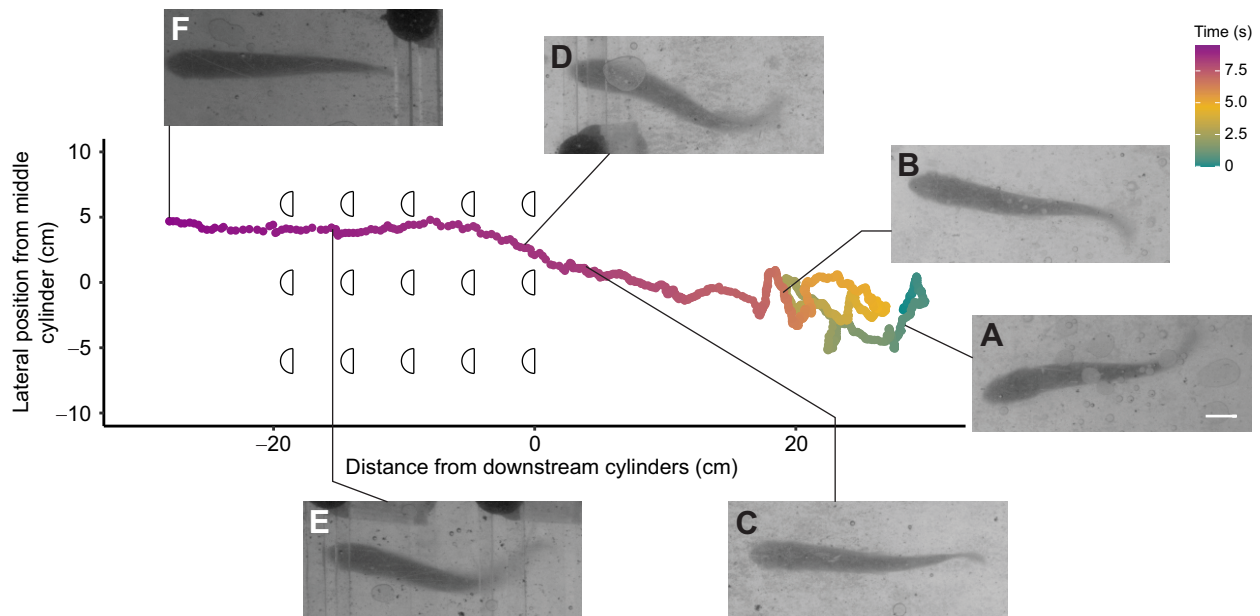 F
D
Time (s)
7.5
5.0
2.5
0
B
10
5
0
–5
–10
Lateral position from middle
cylinder (cm)
A
–20
0
20
Distance from downstream cylinders (cm)
E
C